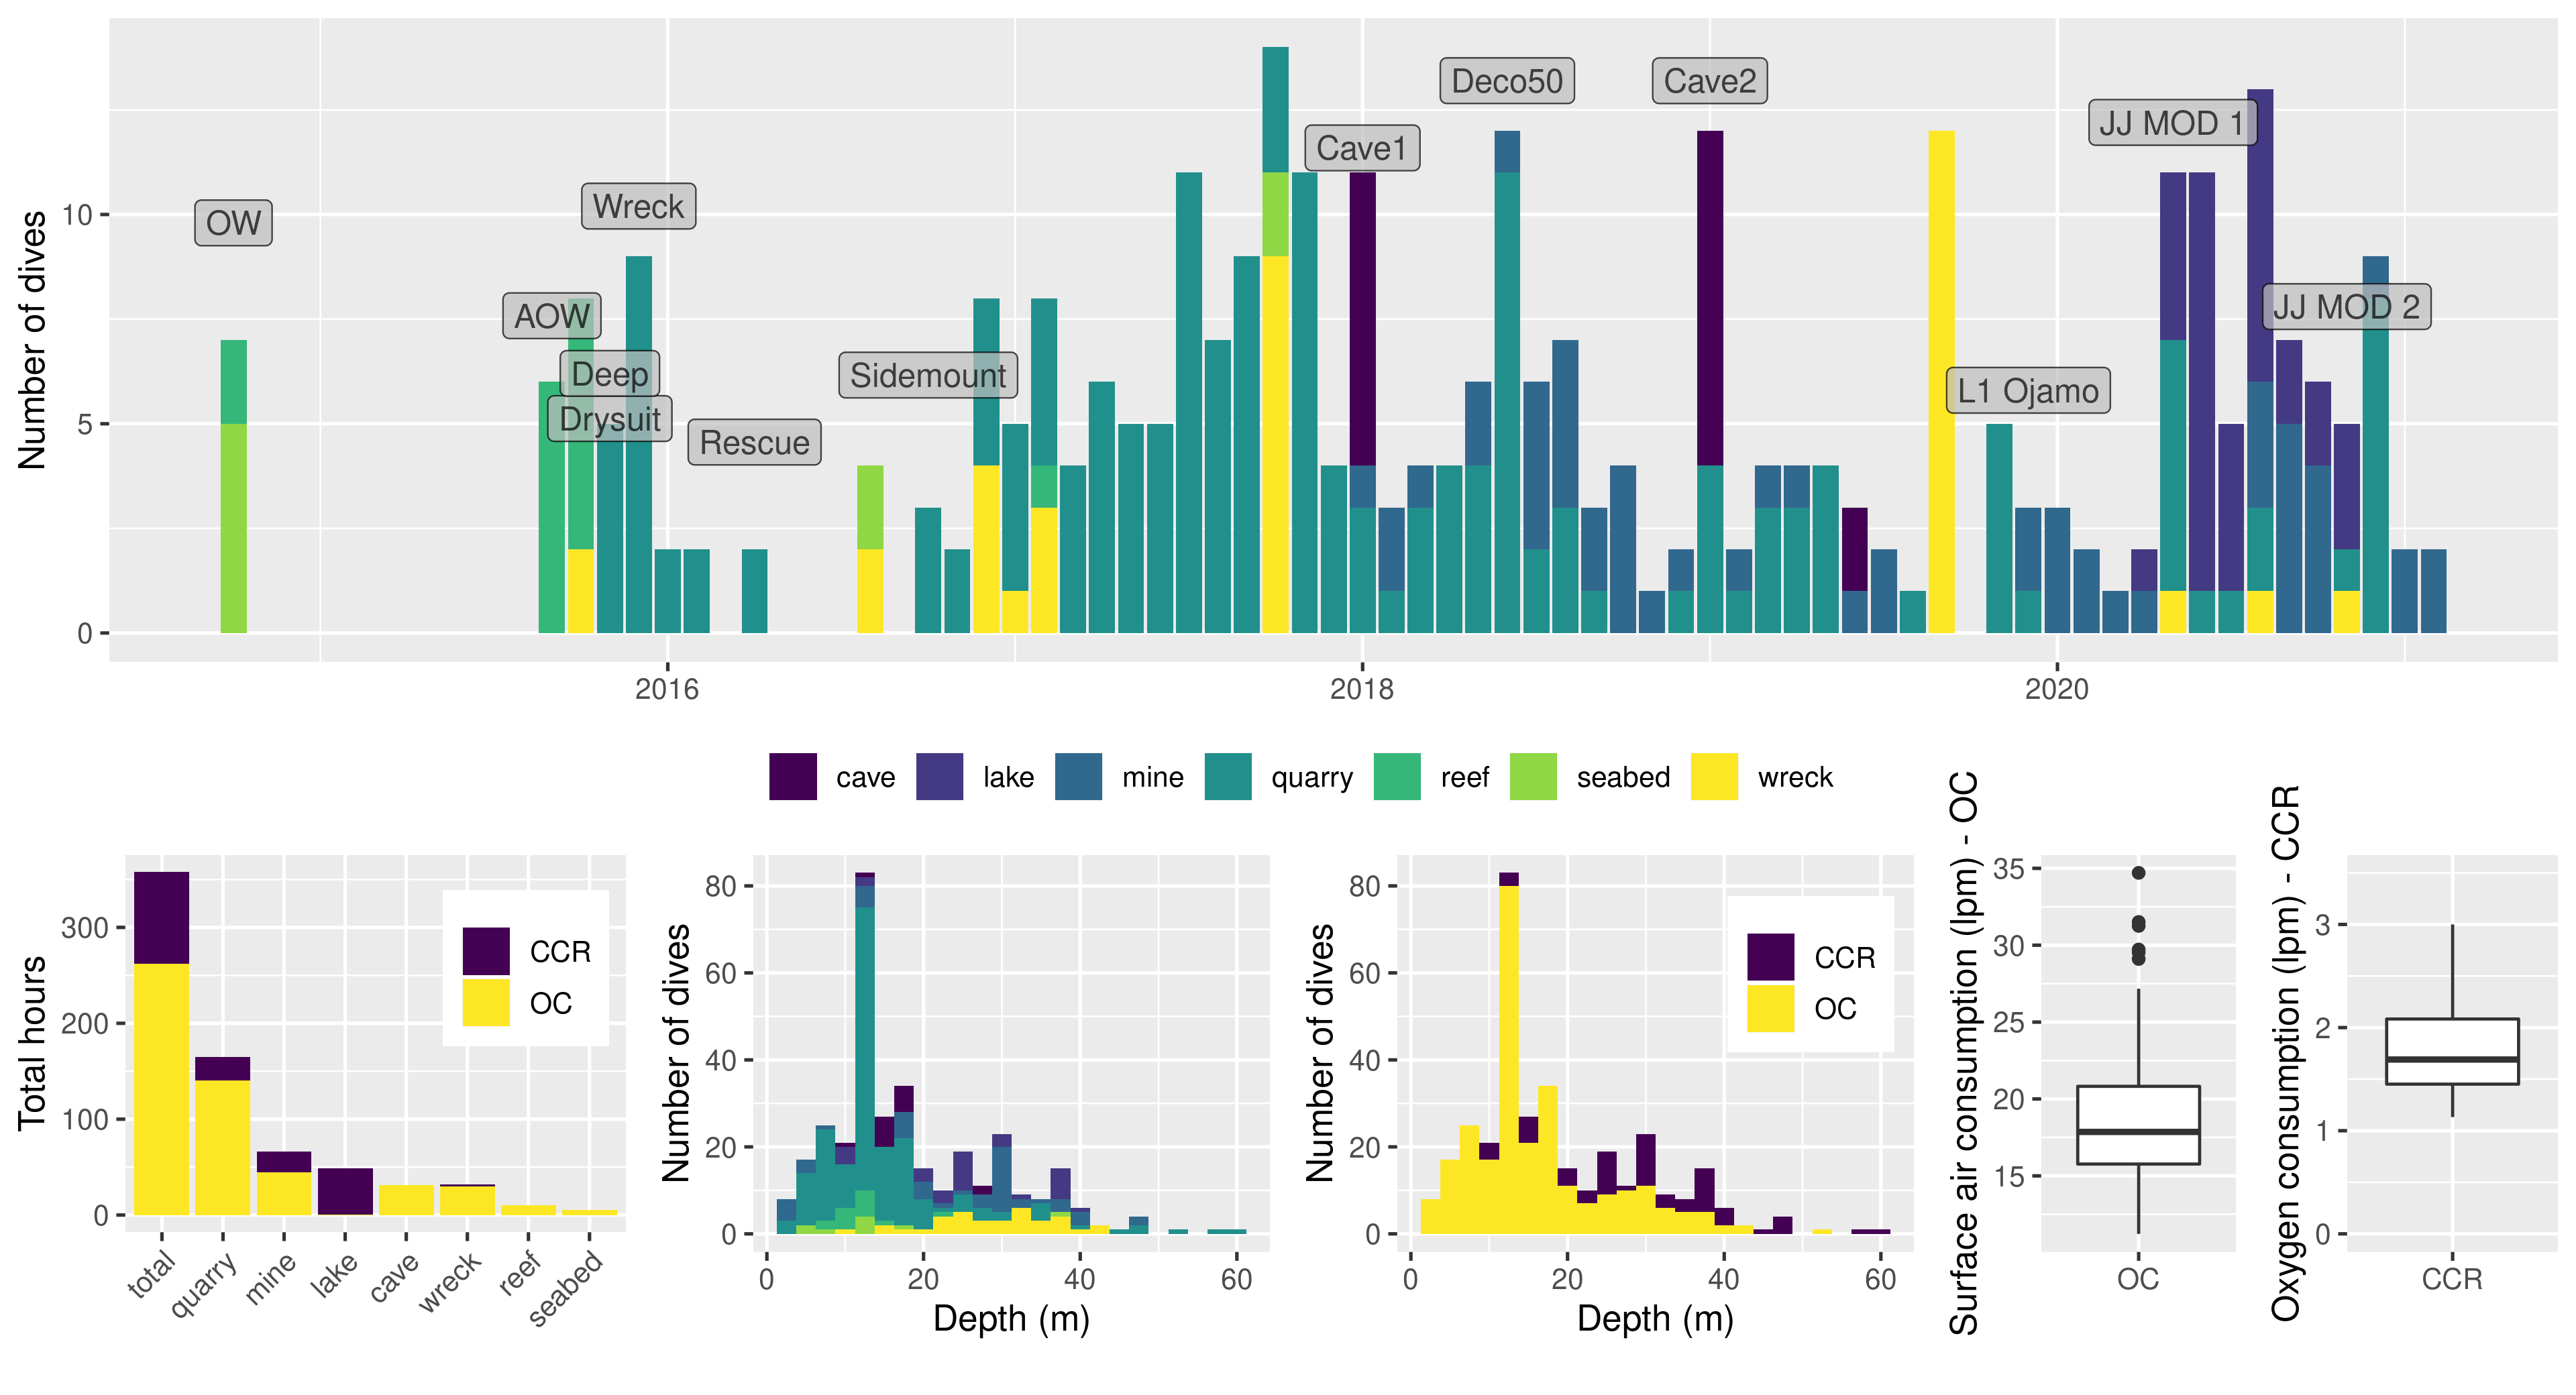 Number of dives
10
5
0
OW
AOW
Wreck
Deep
Drysuit
Rescue
Sidemount
Cave1
Deco50
Cave2
L1 Ojamo
JJ MOD 1
JJ MOD 2
2016 2018 2020
cave lake mine quarry reef seabed wreck
Total hours
300
200
100
0
CCR
OC
total quarry mine lake cave wreck reef seabed
Number of dives
80
60
40
20
0
0 20 40 60
Depth (m)
Number of dives
80
60
40
20
0
CCR
OC
0 20 40 60
Depth (m)
Surface air consumption (lpm) - OC
35
30
25
20
15
OC
Oxygen consumption (lpm) - CCR
3
2
1
0
CCR